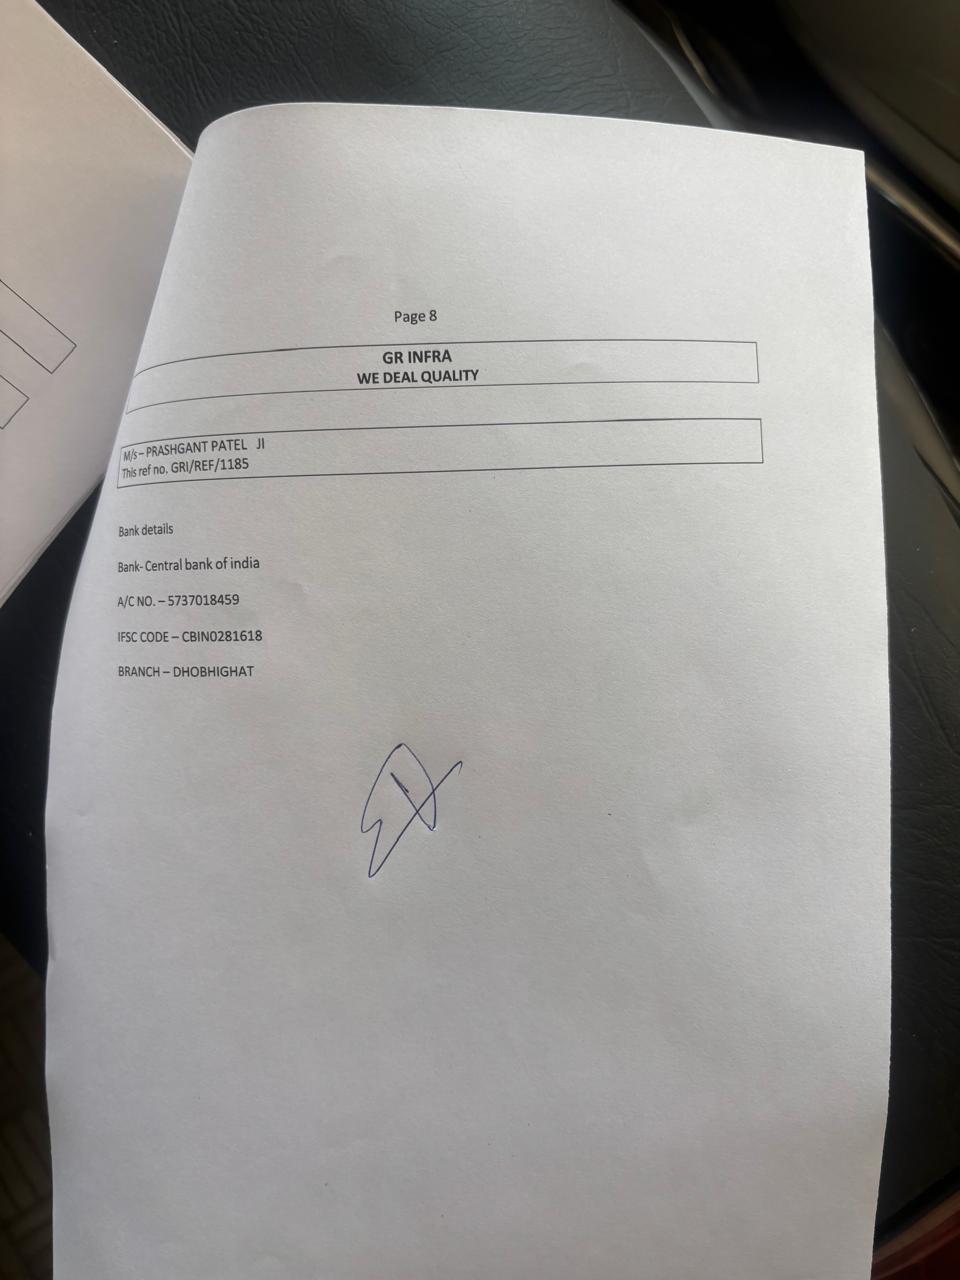 Page 8
GR INFRA
WE DEAL QUALITY
M/s – PRASHGANT PATEL JI
This ref no. GRI/REF/1185
Bank details
Bank- Central bank of india
A/C NO. – 5737018459
IFSC CODE – CBIN0281618
BRANCH – DHOBHIGHAT